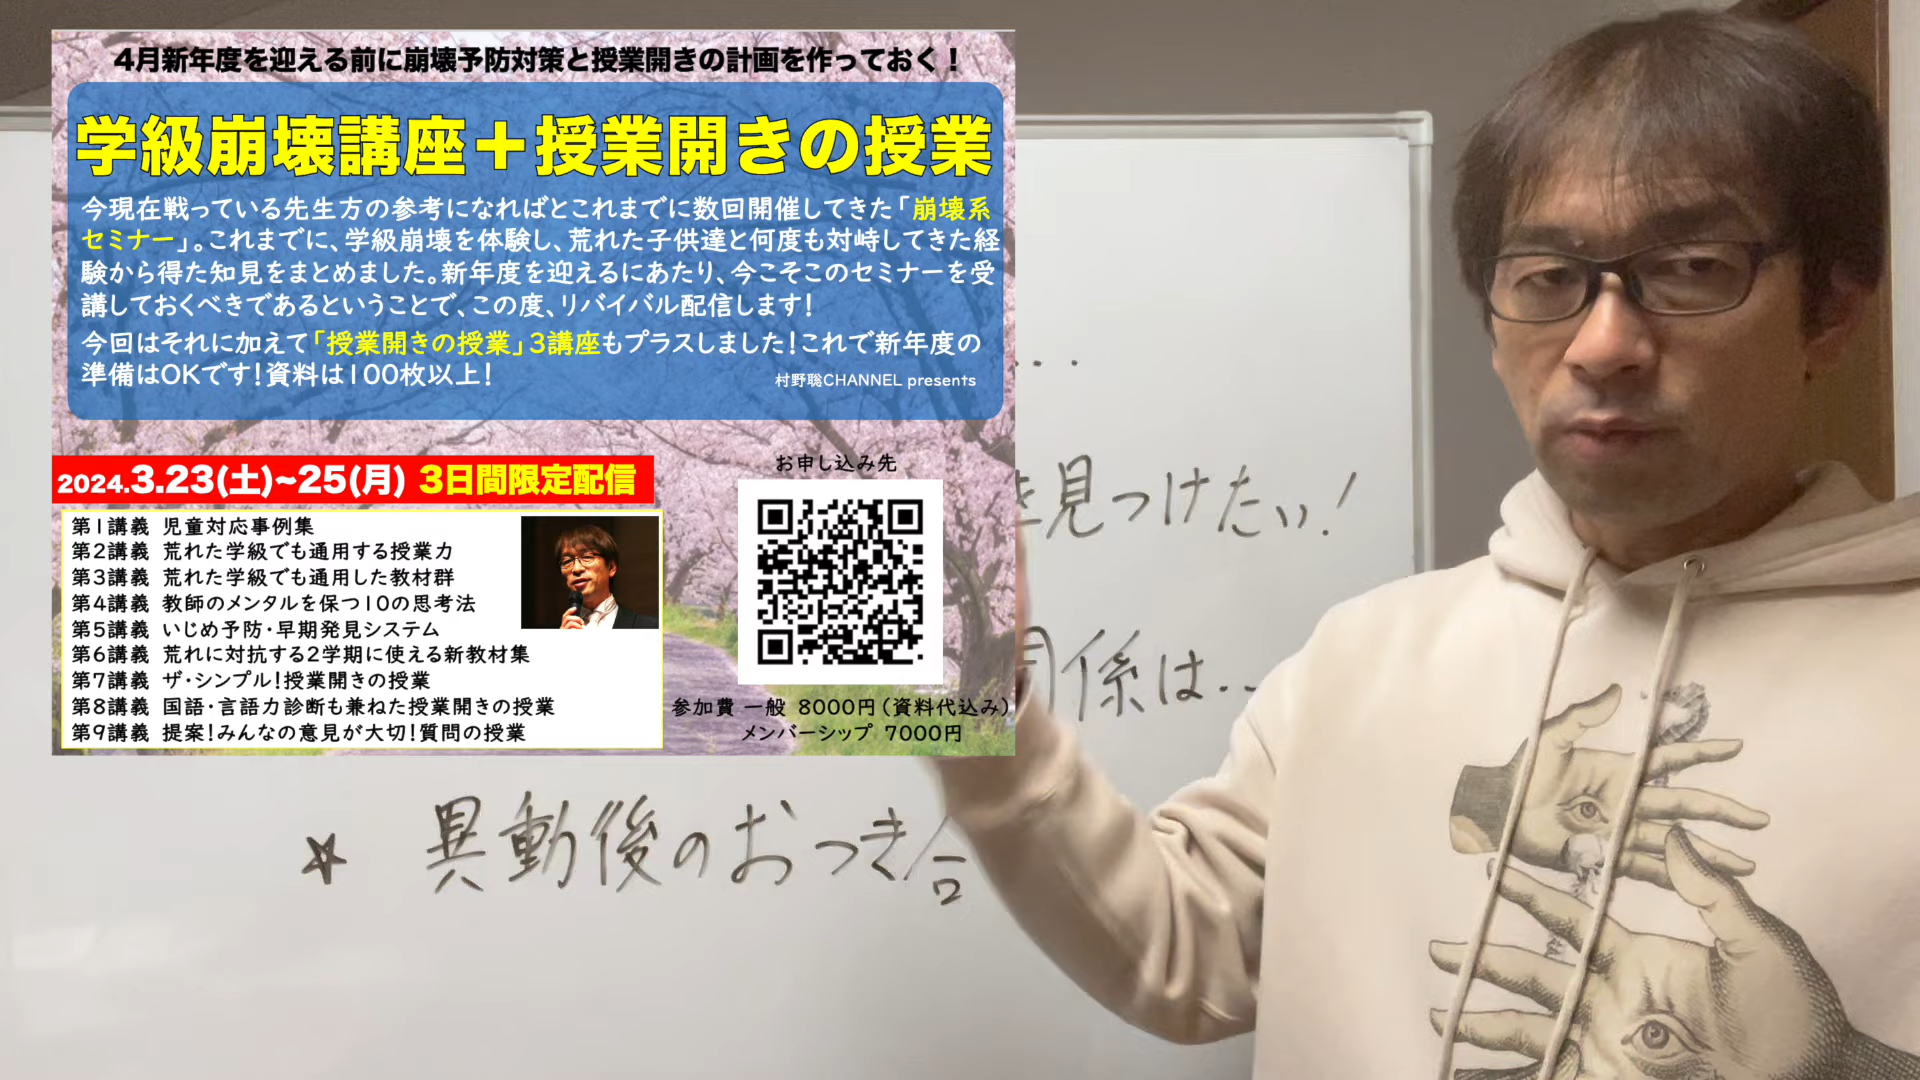 4月新年度を迎える前に崩壊予防対策と授業開きの計画を作っておく！
学級崩壊講座＋授業開きの授業
今現在戦っている先生方の参考になればとこれまでに数回開催してきた「崩壊系
セミナー」。これまでに、学級崩壊を体験し、荒れた子供達と何度も対峙してきた経
験から得た知見をまとめました。新年度を迎えるにあたり、今こそこのセミナーを受
講しておくべきであるということで、この度、リバイバル配信します！
今回はそれに加えて「授業開きの授業」3講座もプラスしました！これで新年度の
準備はOKです！資料は100枚以上！
村野聡CHANNEL presents
2024.3.23(土)~25(月) 3日間限定配信
第1講義 児童対応事例集
第2講義 荒れた学級でも通用する授業力
第3講義 荒れた学級でも通用した教材群
第4講義 教師のメンタルを保つ10の思考法
第5講義 いじめ予防・早期発見システム
第6講義 荒れに対抗する2学期に使える新教材集
第7講義 ザ・シンプル！授業開きの授業
第8講義 国語・言語力診断も兼ねた授業開きの授業
第9講義 提案！みんなの意見が大切！質問の授業
お申し込み先
参加費 一般 8000円（資料代込み）
メンバーシップ 7000円
...
見つけたい！
係は...
☆ 異動後のおつき合